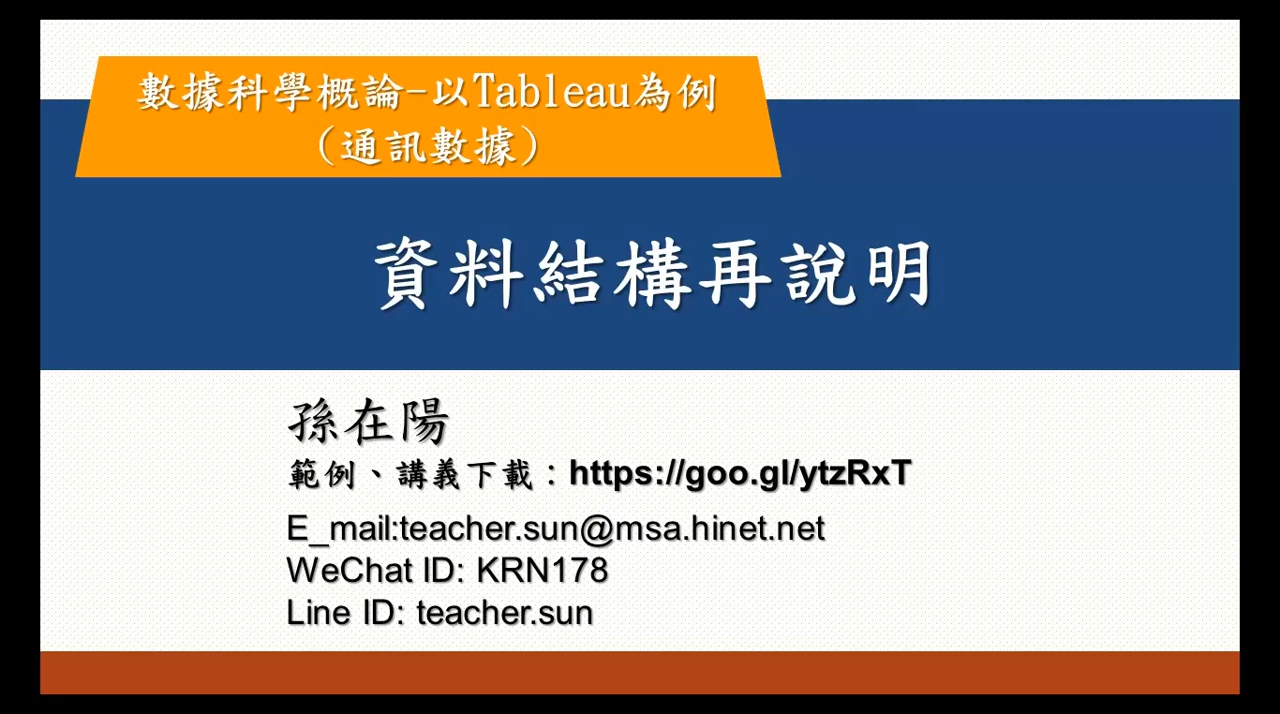 數據科學概論-以Tableau為例
(通訊數據)
資料結構再說明
孫在陽
範例、講義下載：https://goo.gl/ytzRxT
E_mail:teacher.sun@msa.hinet.net
WeChat ID: KRN178
Line ID: teacher.sun